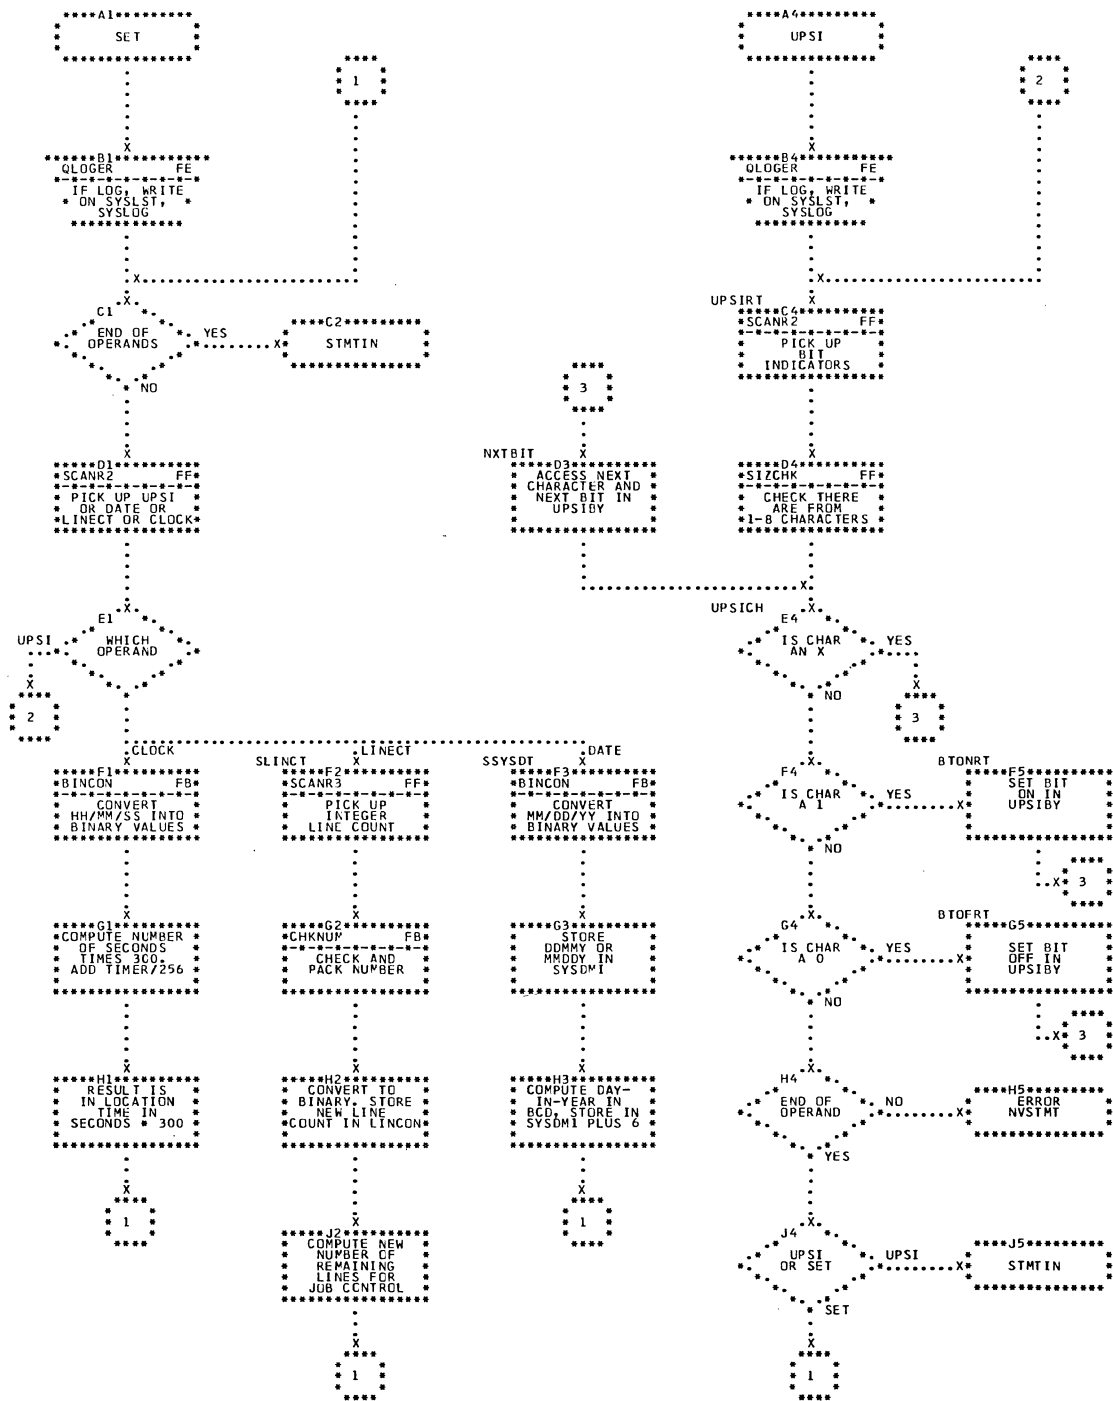 A1
SET
1
B1
QLOGER FE
IF LOG, WRITE
ON SYSLST,
SYSLOG
C1
END OF
OPERANDS
YES
NO
C2
STMTIN
D1
SCANR2 FF
PICK UP UPSI
OR DATE OR
LINECT OR CLOCK
E1
WHICH
OPERAND
UPSI
2
CLOCK
F1
BINCON FB
CONVERT
HH/MM/SS INTO
BINARY VALUES
G1
COMPUTE NUMBER
OF SECONDS
TIMES 300.
ADD TIMER/256
H1
RESULT IS
IN LOCATION
TIME IN
SECONDS * 300
1
LINECT
SLINCT
F2
SCANR3 FF
PICK UP
INTEGER
LINE COUNT
G2
CHKNUM FB
CHECK AND
PACK NUMBER
H2
CONVERT TO
BINARY. STORE
NEW LINE
COUNT IN LINCON
J2
COMPUTE NEW
NUMBER OF
REMAINING
LINES FOR
JOB CONTROL
1
DATE
SSYSDT
F3
BINCON FB
CONVERT
MM/DD/YY INTO
BINARY VALUES
G3
STORE
DDMMY OR
MMDDY IN
SYSDM1
H3
COMPUTE DAY-
IN-YEAR IN
BCD, STORE IN
SYSDM1 PLUS 6
1
A4
UPSI
2
B4
QLOGER FE
IF LOG, WRITE
ON SYSLST,
SYSLOG
UPSIRT
C4
SCANR2 FF
PICK UP
BIT
INDICATORS
3
NXTBIT
D3
ACCESS NEXT
CHARACTER AND
NEXT BIT IN
UPSIBY
D4
SIZCHK FF
CHECK THERE
ARE FROM
1-8 CHARACTERS
UPSICH
E4
IS CHAR
AN X
YES
NO
3
F4
IS CHAR
A 1
YES
NO
BTONRT
F5
SET BIT
ON IN
UPSIBY
3
G4
IS CHAR
A 0
YES
NO
BTOFRT
G5
SET BIT
OFF IN
UPSIBY
3
H4
END OF
OPERAND
NO
YES
H5
ERROR
NVSTMT
J4
UPSI
OR SET
UPSI
SET
J5
STMTIN
1